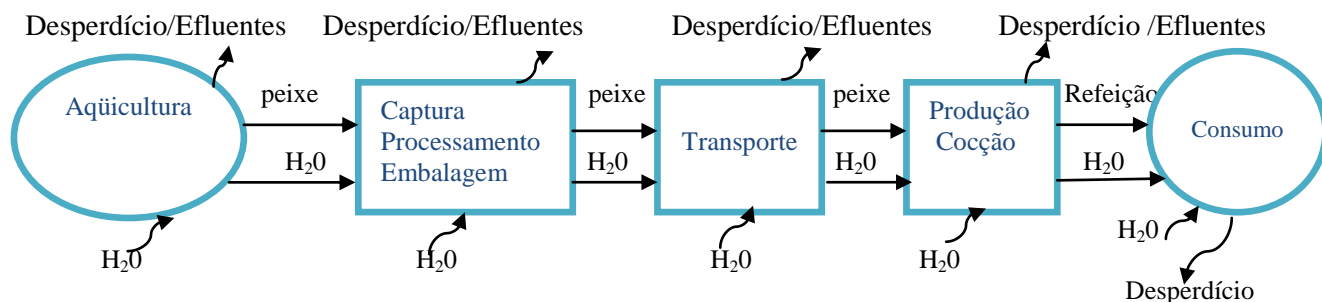 Desperdício/Efluentes
Desperdício/Efluentes
Desperdício/Efluentes
Desperdício /Efluentes
Aqüicultura
peixe
H₂0
H₂0
Captura
Processamento
Embalagem
peixe
H₂0
H₂0
Transporte
peixe
H₂0
H₂0
Produção
Cocção
Refeição
H₂0
H₂0
Consumo
H₂0
Desperdício